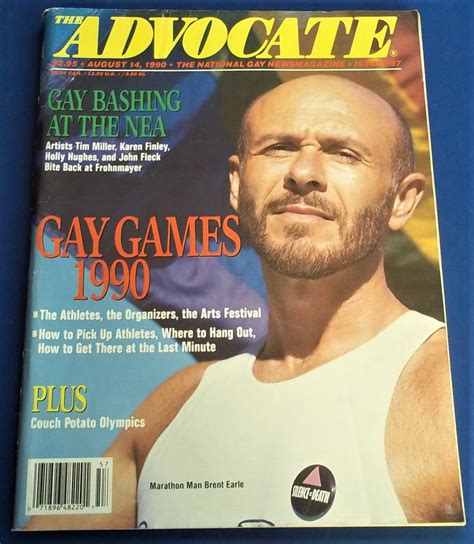 THE
ADVOCATE®
$2.95 • AUGUST 14, 1990 • THE NATIONAL GAY NEWSMAGAZINE •
GAY BASHING
AT THE NEA
Artists Tim Miller, Karen Finley,
Holly Hughes, and John Fleck
Bite Back at Frohnmayer
GAY GAMES
1990
• The Athletes, the Organizers, the Arts Festival
• How to Pick Up Athletes, Where to Hang Out,
How to Get There at the Last Minute
PLUS
Couch Potato Olympics
57
Marathon Man Brent Earle
SILENCE=DEATH
71896 48220